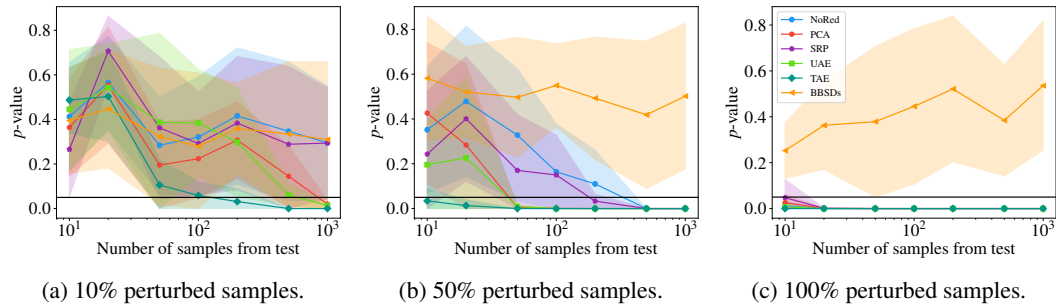 p-value
0.8
0.6
0.4
0.2
0.0
10^1
10^2
10^3
Number of samples from test
(a) 10% perturbed samples.
p-value
0.8
0.6
0.4
0.2
0.0
10^1
10^2
10^3
Number of samples from test
(b) 50% perturbed samples.
p-value
0.8
0.6
0.4
0.2
0.0
NoRed
PCA
SRP
UAE
TAE
BBSDs
10^1
10^2
10^3
Number of samples from test
(c) 100% perturbed samples.